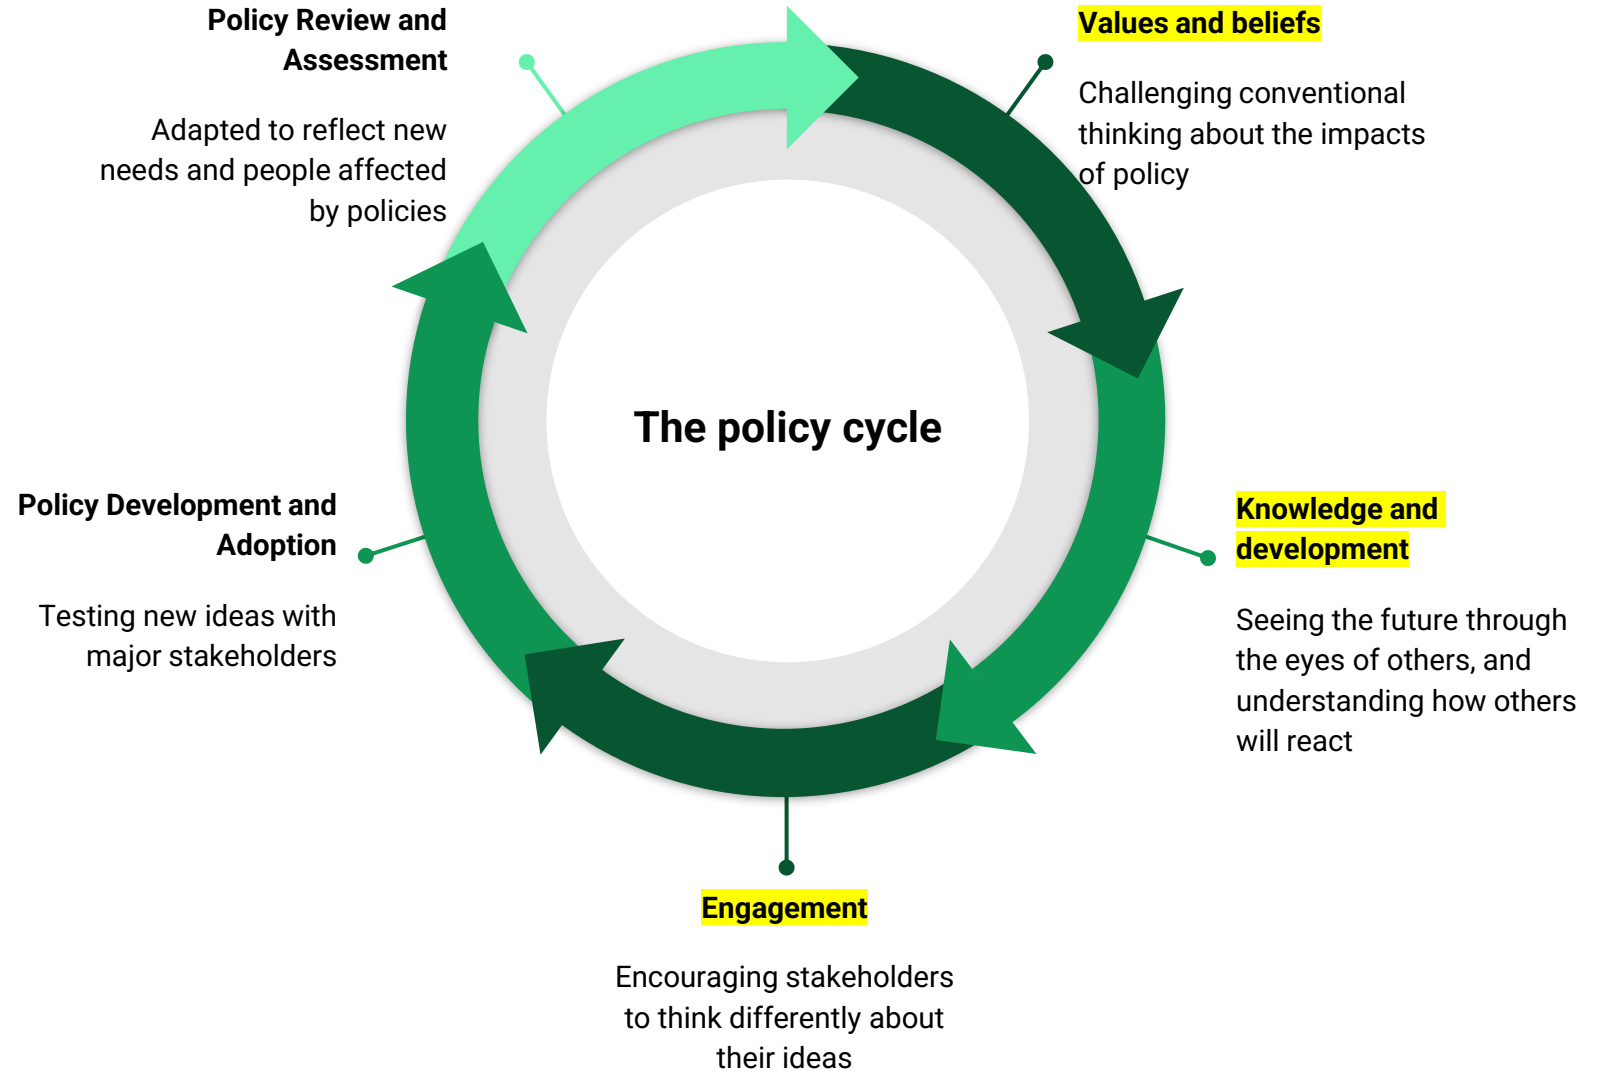 Policy Review and
Assessment
Adapted to reflect new
needs and people affected
by policies
Values and beliefs
Challenging conventional
thinking about the impacts
of policy
The policy cycle
Policy Development and
Adoption
Testing new ideas with
major stakeholders
Knowledge and
development
Seeing the future through
the eyes of others, and
understanding how others
will react
Engagement
Encouraging stakeholders
to think differently about
their ideas